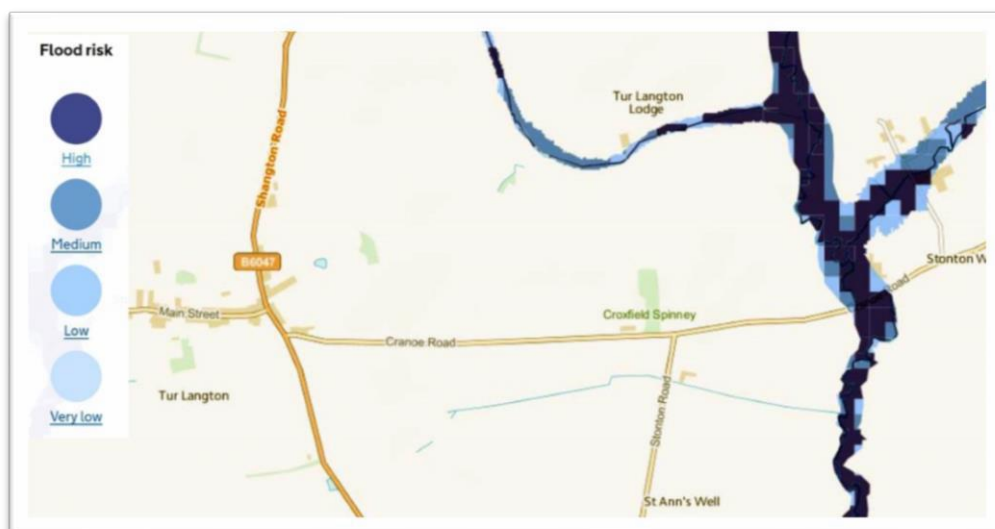 Flood risk
High
Medium
Low
Very low
Shangton Road
B6047
Main Street
Cranoe Road
Tur Langton
Tur Langton
Lodge
Croxfield Spinney
Stonton W
Road
Stonton Road
St Ann's Well